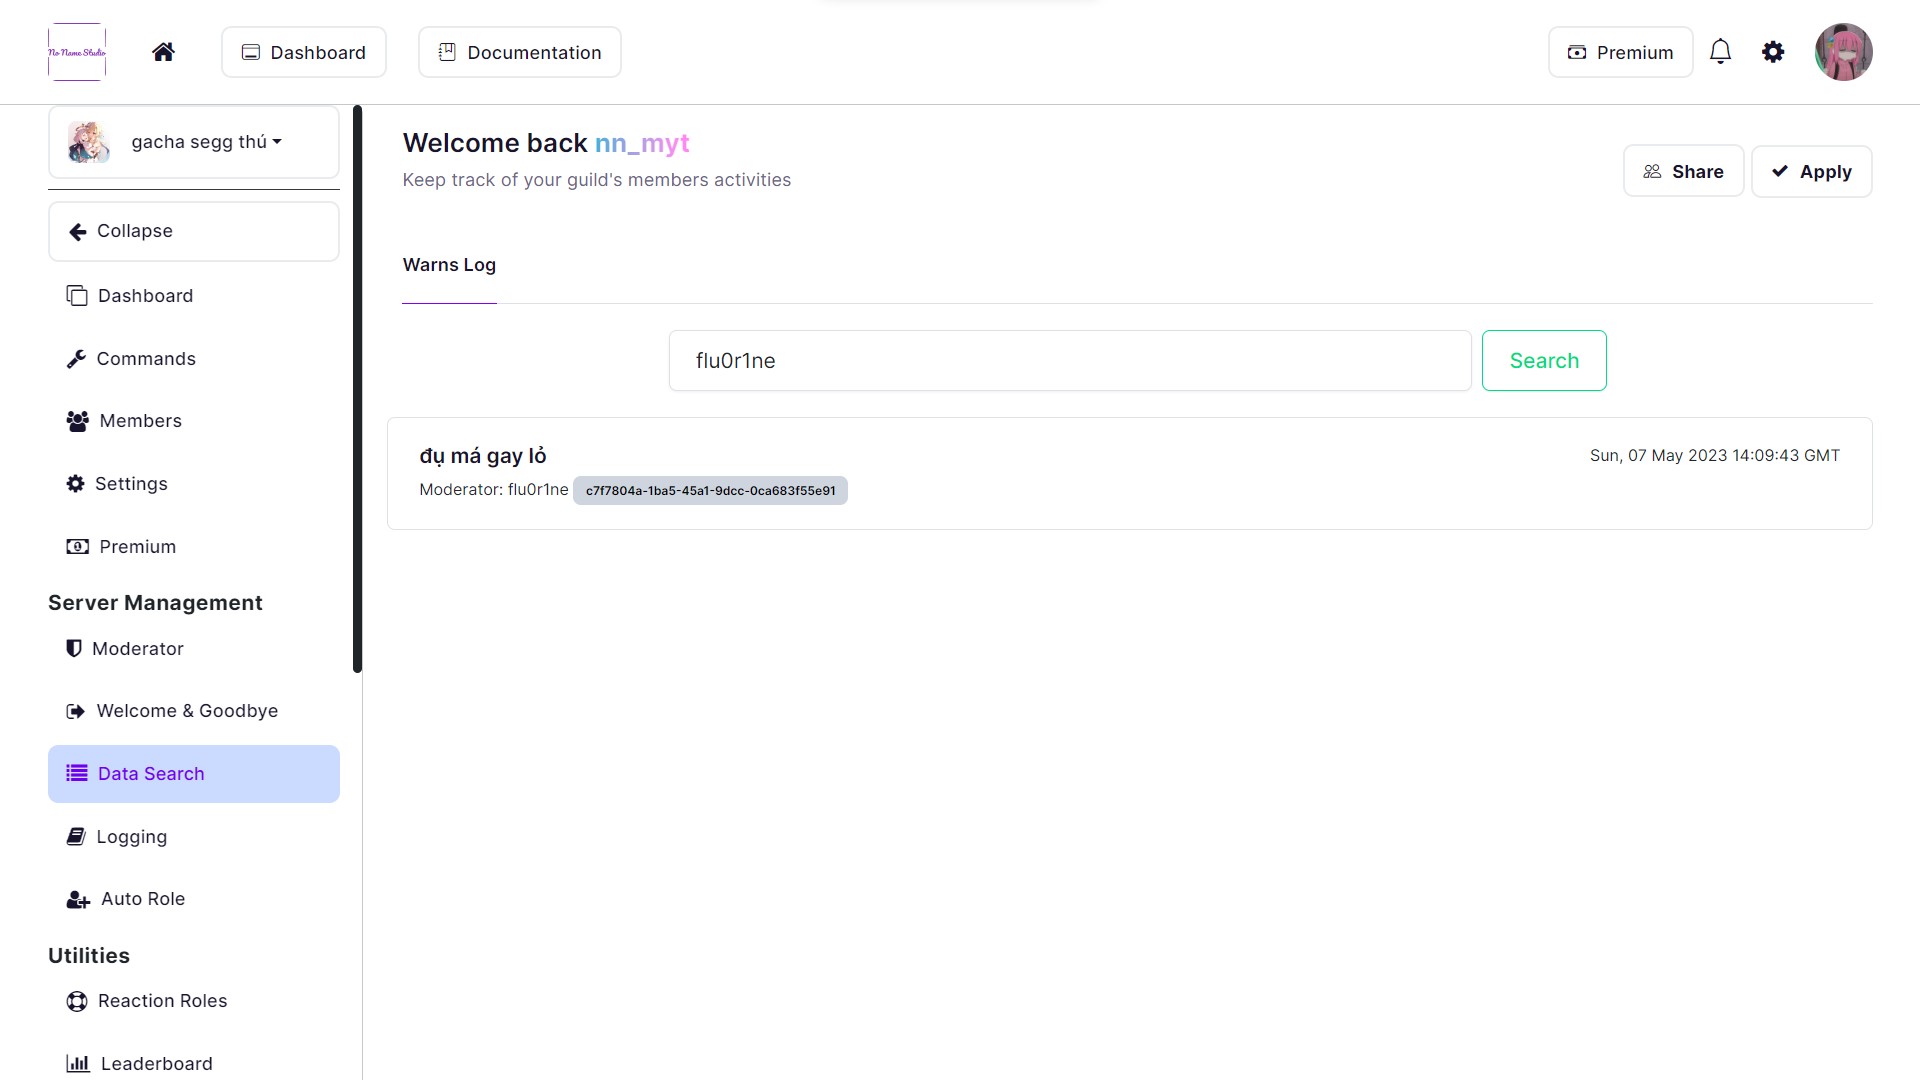 No Name Studio
Dashboard
Documentation
Premium
gacha segg thú
Collapse
Dashboard
Commands
Members
Settings
Premium
Server Management
Moderator
Welcome & Goodbye
Data Search
Logging
Auto Role
Utilities
Reaction Roles
Leaderboard
Welcome back nn_myt
Keep track of your guild's members activities
Share
Apply
Warns Log
flu0r1ne
Search
đụ má gay lỏ
Sun, 07 May 2023 14:09:43 GMT
Moderator: flu0r1ne c7f7804a-1ba5-45a1-9dcc-0ca683f55e91